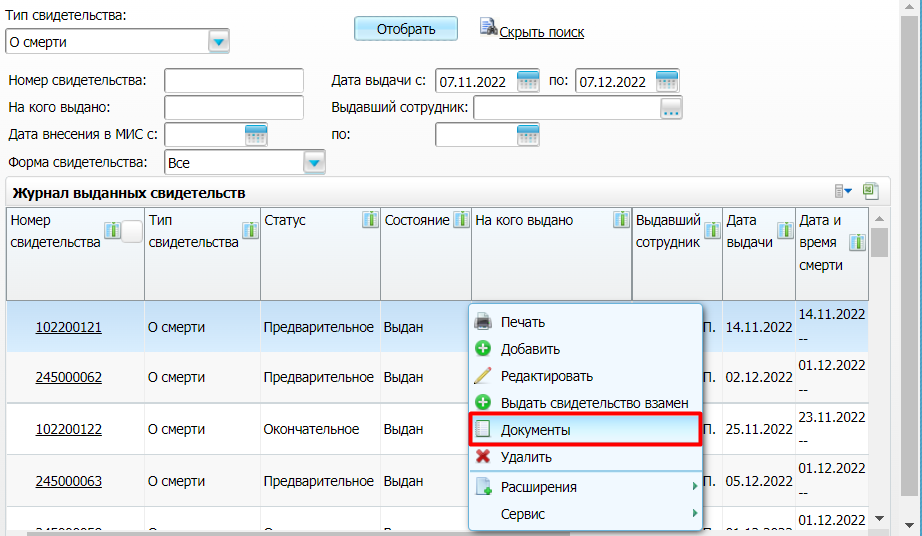 Тип свидетельства:
О смерти
Отобрать
Скрыть поиск
Номер свидетельства:
Дата выдачи с: 07.11.2022 по: 07.12.2022
На кого выдано:
Выдавший сотрудник:
...
Дата внесения в МИС с:
по:
Форма свидетельства: Все
Журнал выданных свидетельств
Номер свидетельства
Тип свидетельства
Статус
Состояние
На кого выдано
Выдавший сотрудник
Дата выдачи
Дата и время смерти
102200121 О смерти Предварительное Выдан П. 14.11.2022 14.11.2022 --
245000062 О смерти Предварительное Выдан П. 02.12.2022 01.12.2022 --
102200122 О смерти Окончательное Выдан П. 25.11.2022 23.11.2022 --
245000063 О смерти Предварительное Выдан П. 05.12.2022 01.12.2022 --
01.12.2022
Печать
Добавить
Редактировать
Выдать свидетельство взамен
Документы
Удалить
Расширения
Сервис